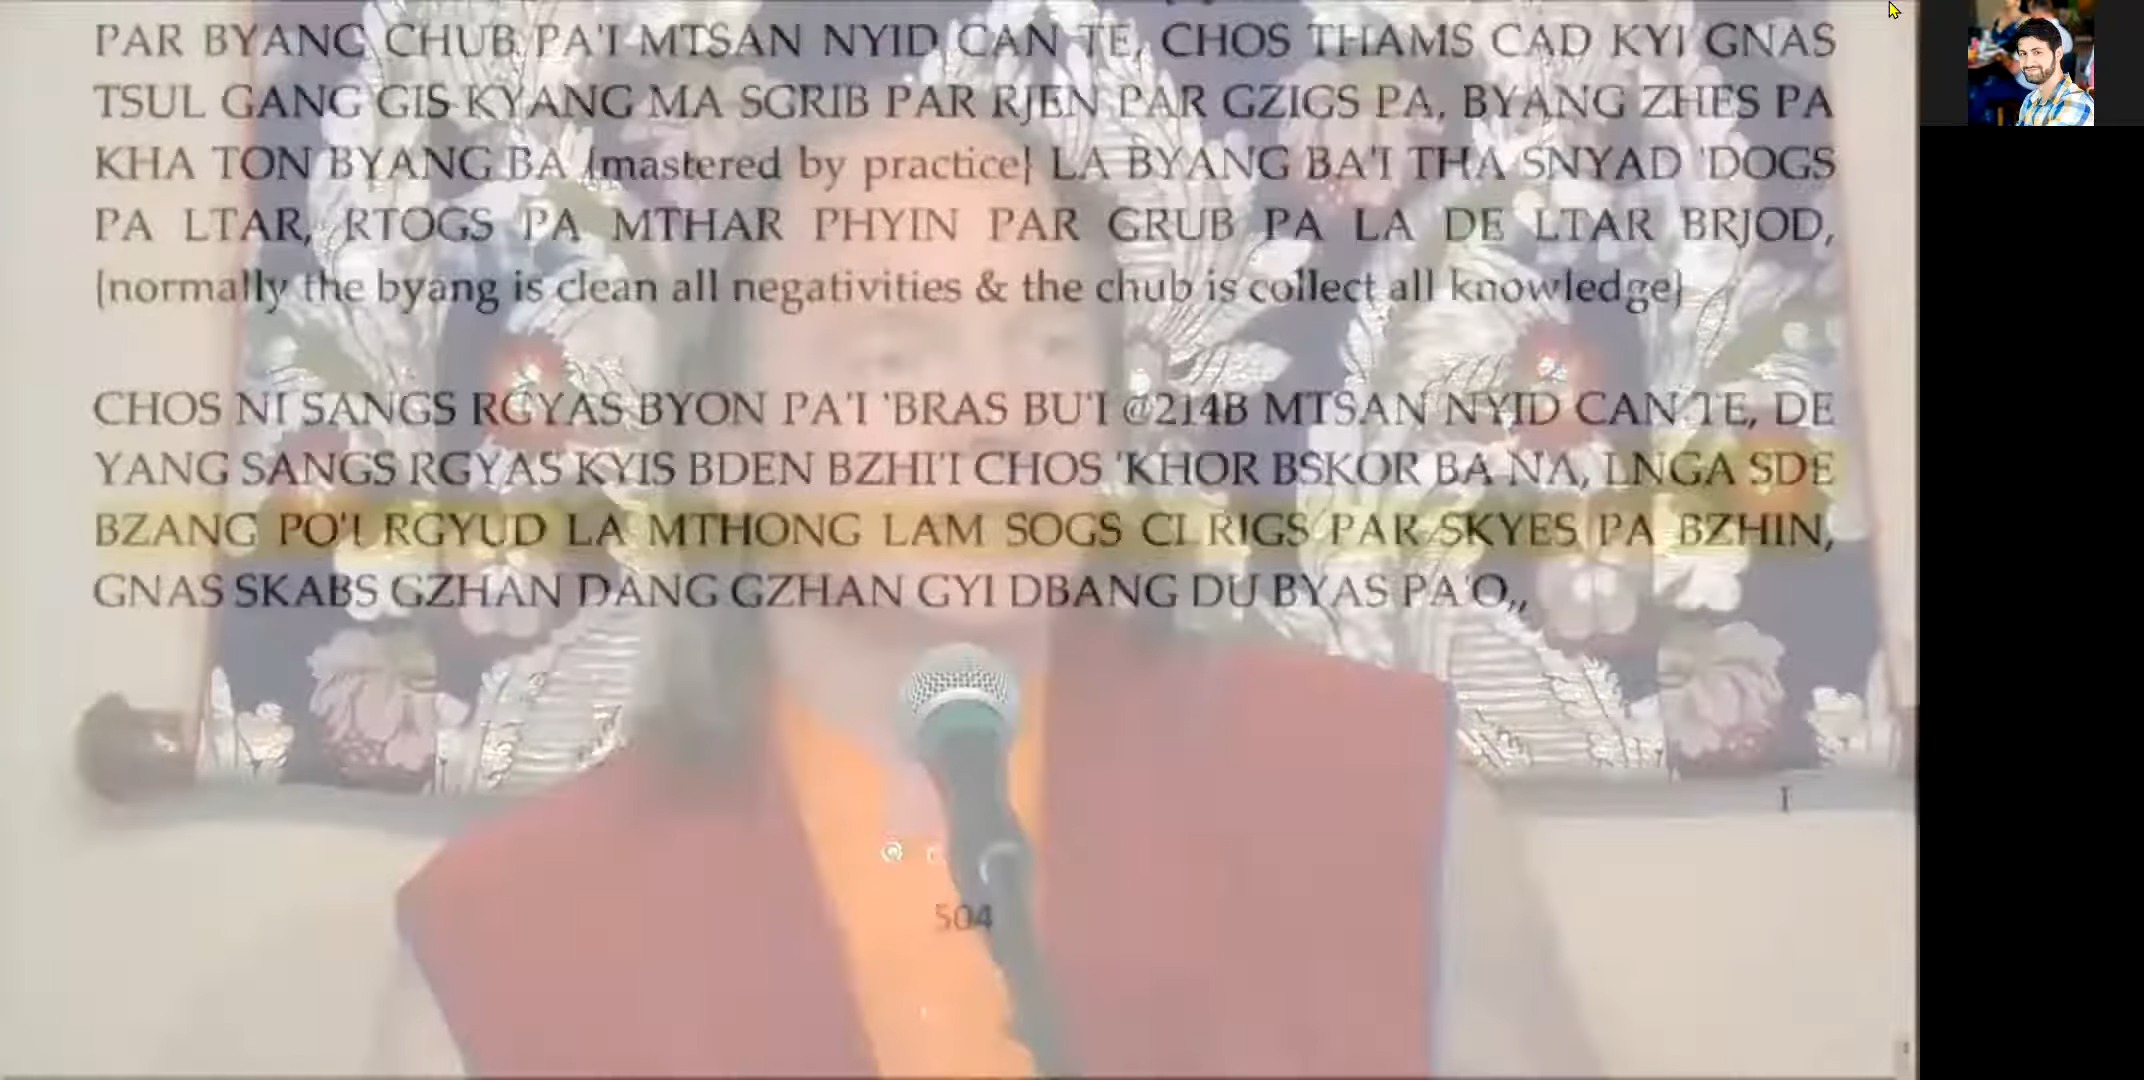 PAR BYANG CHUB PA'I MTSAN NYID CAN TE, CHOS THAMS CAD KYI GNAS
TSUL GANG GIS KYANG MA SGRIB PAR RJEN PAR GZIGS PA, BYANG ZHES PA
KHA TON BYANG BA {mastered by practice} LA BYANG BA'I THA SNYAD 'DOGS
PA LTAR, RTOGS PA MTHAR PHYIN PAR GRUB PA LA DE LTAR BRJOD,
{normally the byang is clean all negativities & the chub is collect all knowledge}
CHOS NI SANGS RGYAS BYON PA'I 'BRAS BU'I @214B MTSAN NYID CAN TE, DE
YANG SANGS RGYAS KYIS BDEN BZHI'I CHOS 'KHOR BSKOR BA NA, LNGA SDE
BZANG PO'I RGYUD LA MTHONG LAM SOGS CI RIGS PAR SKYES PA BZHIN,
GNAS SKABS GZHAN DANG GZHAN GYI DBANG DU BYAS PA'O,,
504